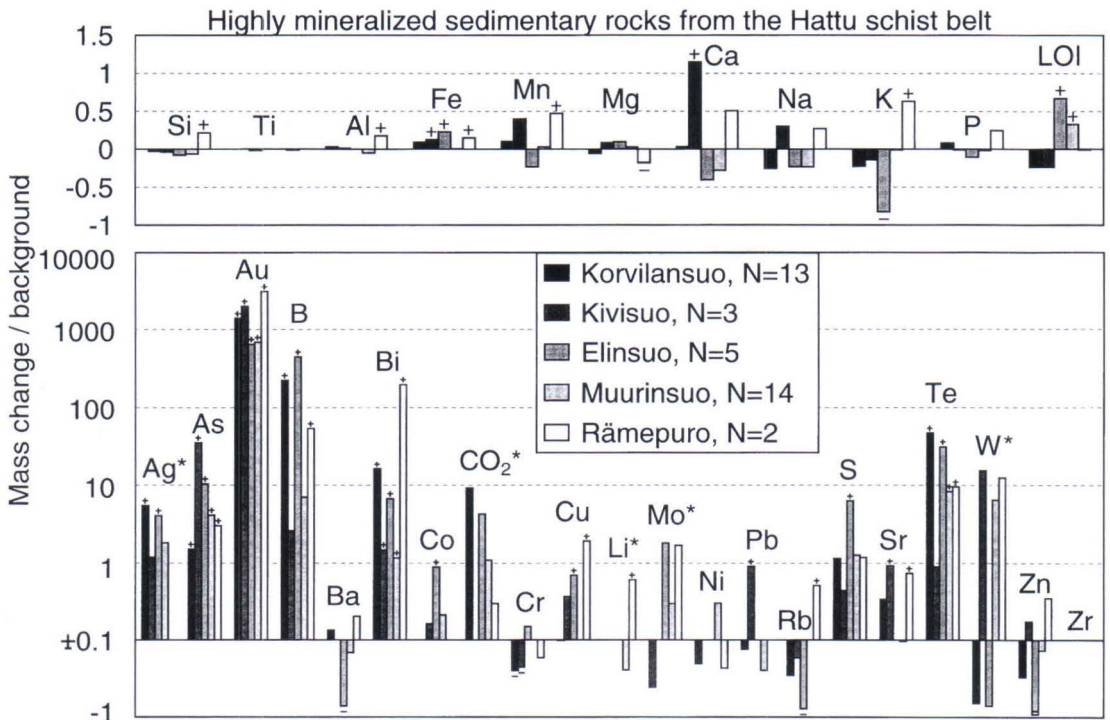 Highly mineralized sedimentary rocks from the Hattu schist belt
Mass change / background
1.5
1
0.5
0
-0.5
-1
Si
Ti
Al
Fe
Mn
Mg
Ca
Na
K
P
LOI
10000
1000
100
10
1
±0.1
-1
Korvilansuo, N=13
Kivisuo, N=3
Elinsuo, N=5
Muurinsuo, N=14
Rämepuro, N=2
Ag*
As
Au
B
Ba
Bi
Co
CO₂*
Cr
Cu
Li*
Mo*
Ni
Pb
Rb
S
Sr
Te
W*
Zn
Zr